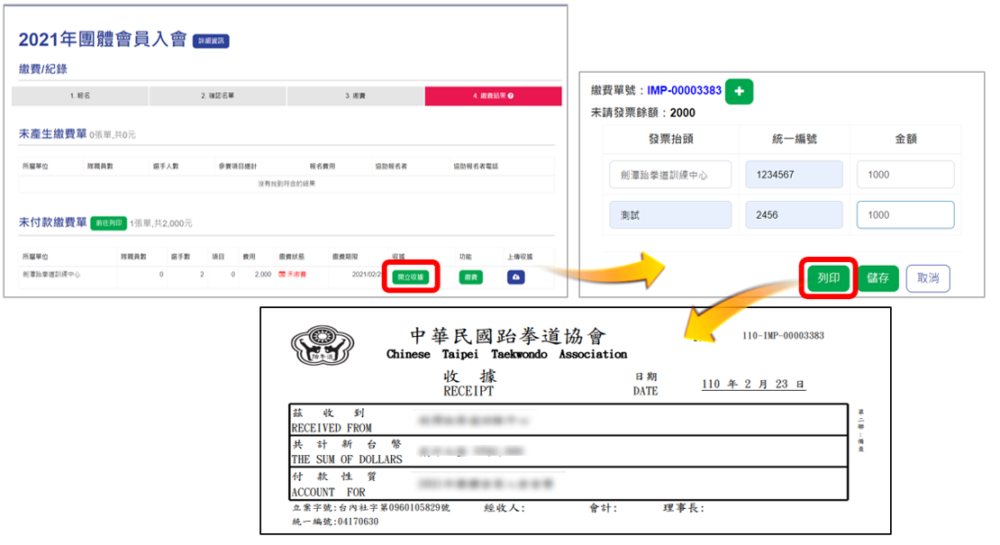 2021年團體會員入會 詳細資訊
繳費/紀錄
1. 報名 2. 確認名單 3. 繳費 4. 繳費結果
未產生繳費單 0張單,共0元
所屬單位 隊職員數 選手人數 參賽項目總計 報名費用 協助報名者 協助報名者電話
沒有找到符合的結果
未付款繳費單 前往列印 1張單,共2,000元
所屬單位 隊職員數 選手數 項目 費用 繳費狀態 繳費期限 收據 功能 上傳收據
劍潭跆拳道訓練中心 0 2 0 2,000 未繳費 2021/02/2 開立收據 繳費
繳費單號：IMP-00003383
未請發票餘額：2000
發票抬頭 統一編號 金額
劍潭跆拳道訓練中心 1234567 1000
測試 2456 1000
列印 儲存 取消
中華民國跆拳道協會 110-IMP-00003383
Chinese Taipei Taekwondo Association
收 據 日期
RECEIPT DATE 110 年 2 月 23 日
茲收到
RECEIVED FROM
共計新台幣
THE SUM OF DOLLARS
付款性質
ACCOUNT FOR
第二聯：備查
立案字號:台內社字第0960105829號 經收人: 會計: 理事長:
統一編號:04170630